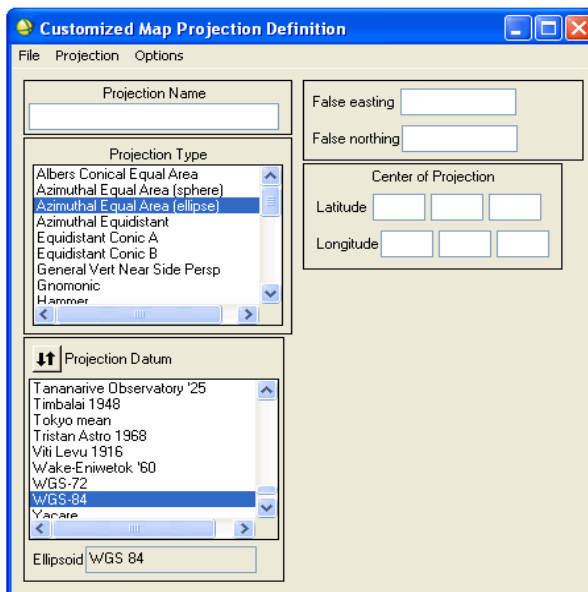 Customized Map Projection Definition
File Projection Options
Projection Name
Projection Type
Albers Conical Equal Area
Azimuthal Equal Area (sphere)
Azimuthal Equal Area (ellipse)
Azimuthal Equidistant
Equidistant Conic A
Equidistant Conic B
General Vert Near Side Persp
Gnomonic
Hammer
Projection Datum
Tananarive Observatory '25
Timbalai 1948
Tokyo mean
Tristan Astro 1968
Viti Levu 1916
Wake-Eniwetok '60
WGS-72
WGS-84
Yacare
Ellipsoid WGS 84
False easting
False northing
Center of Projection
Latitude
Longitude